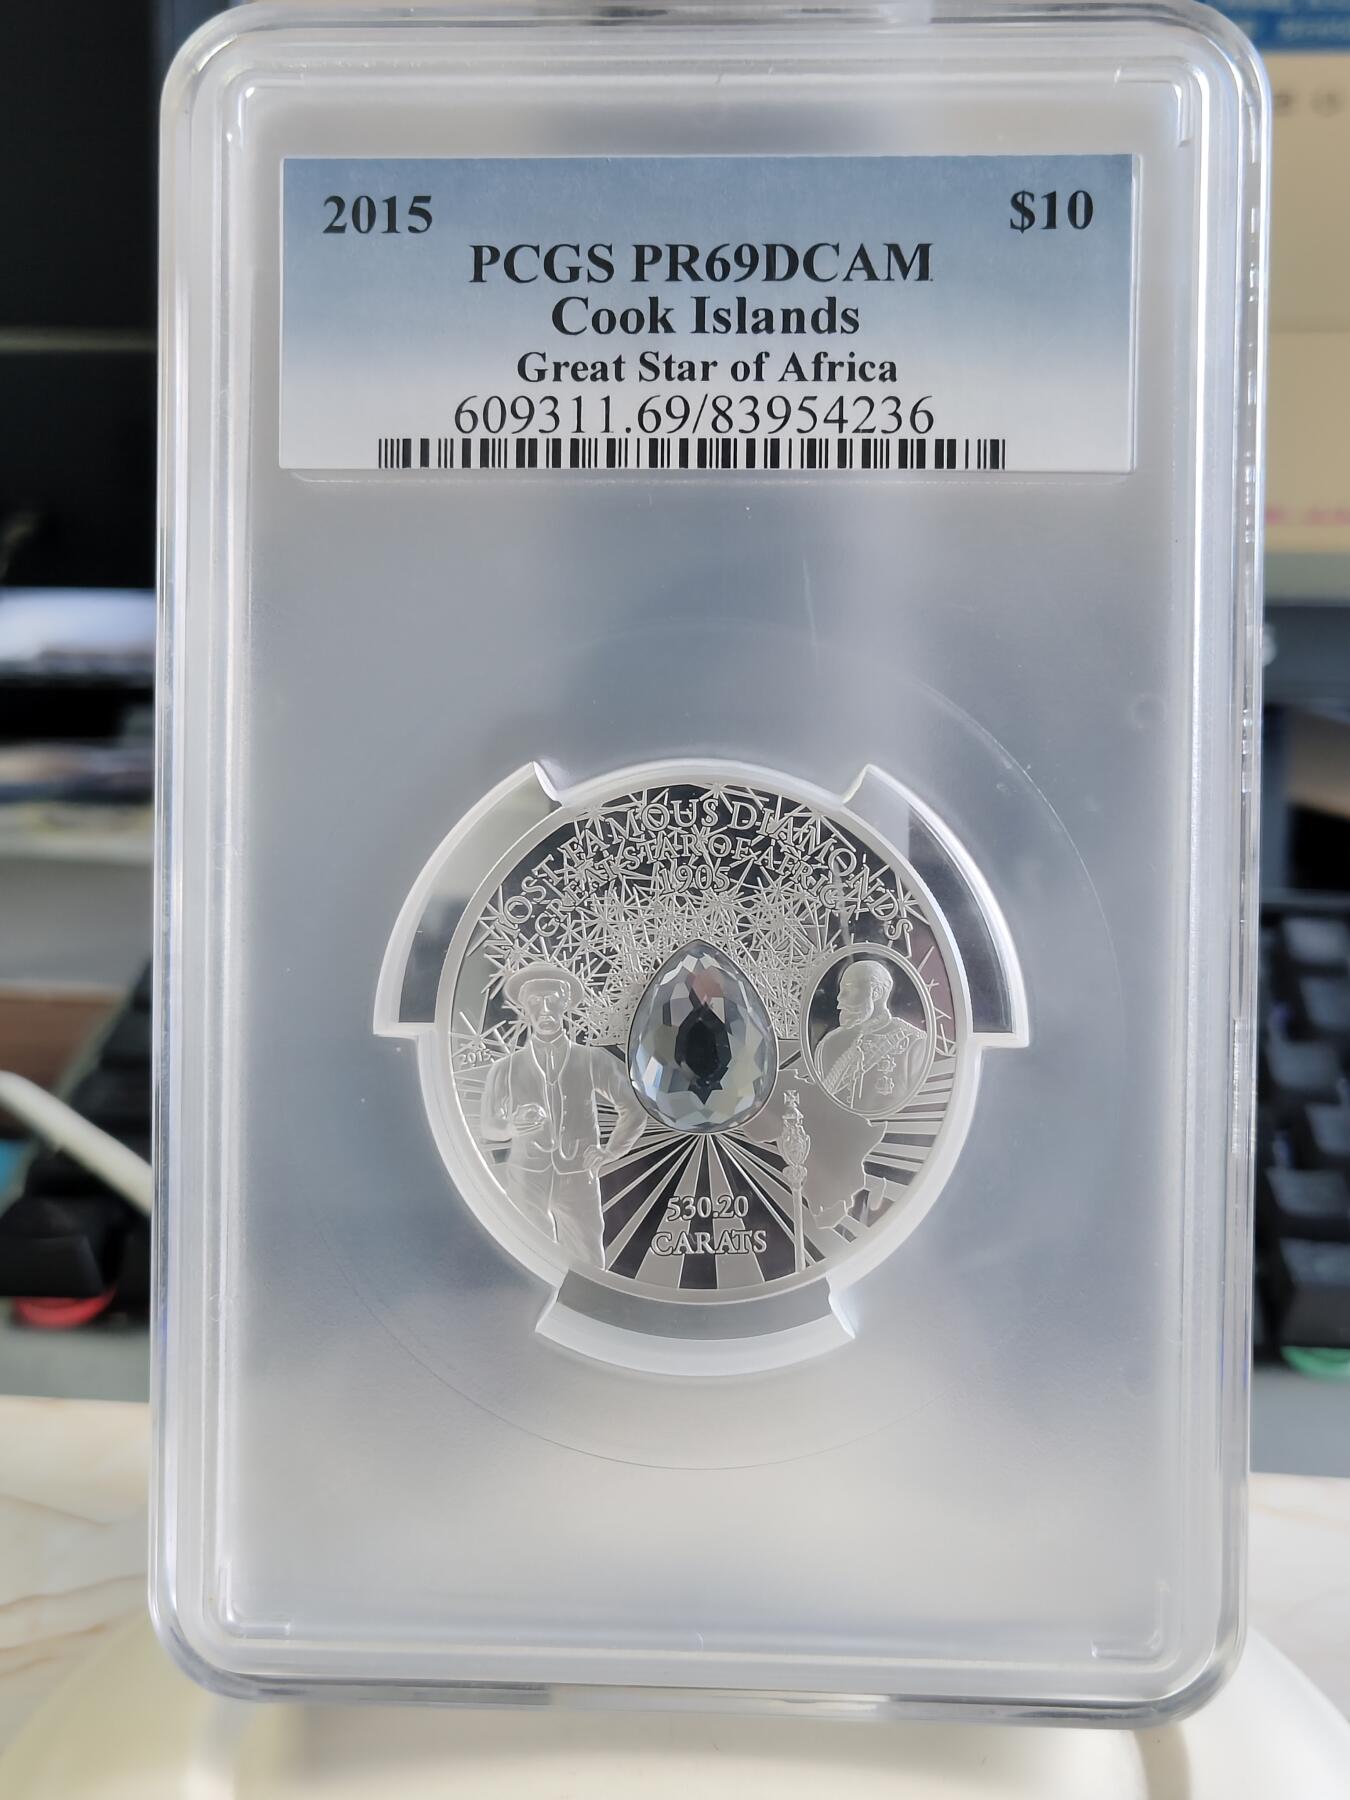 2015 $10
PCGS PR69DCAM
Cook Islands
Great Star of Africa
609311.69/83954236
MOST FAMOUS DIAMONDS
GREAT STAR OF AFRICA
1905
2015
530.20
CARATS